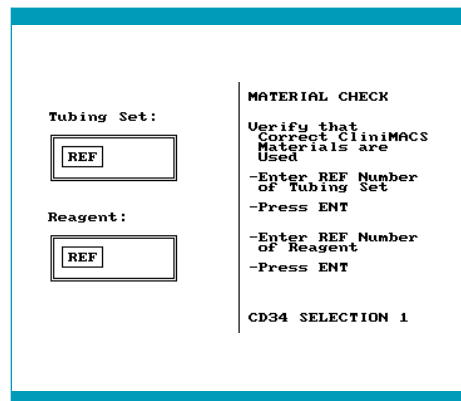 Tubing Set:
REF
Reagent:
REF
MATERIAL CHECK
Verify that
Correct CliniMACS
Materials are
Used
-Enter REF Number
of Tubing Set
-Press ENT
-Enter REF Number
of Reagent
-Press ENT
CD34 SELECTION 1